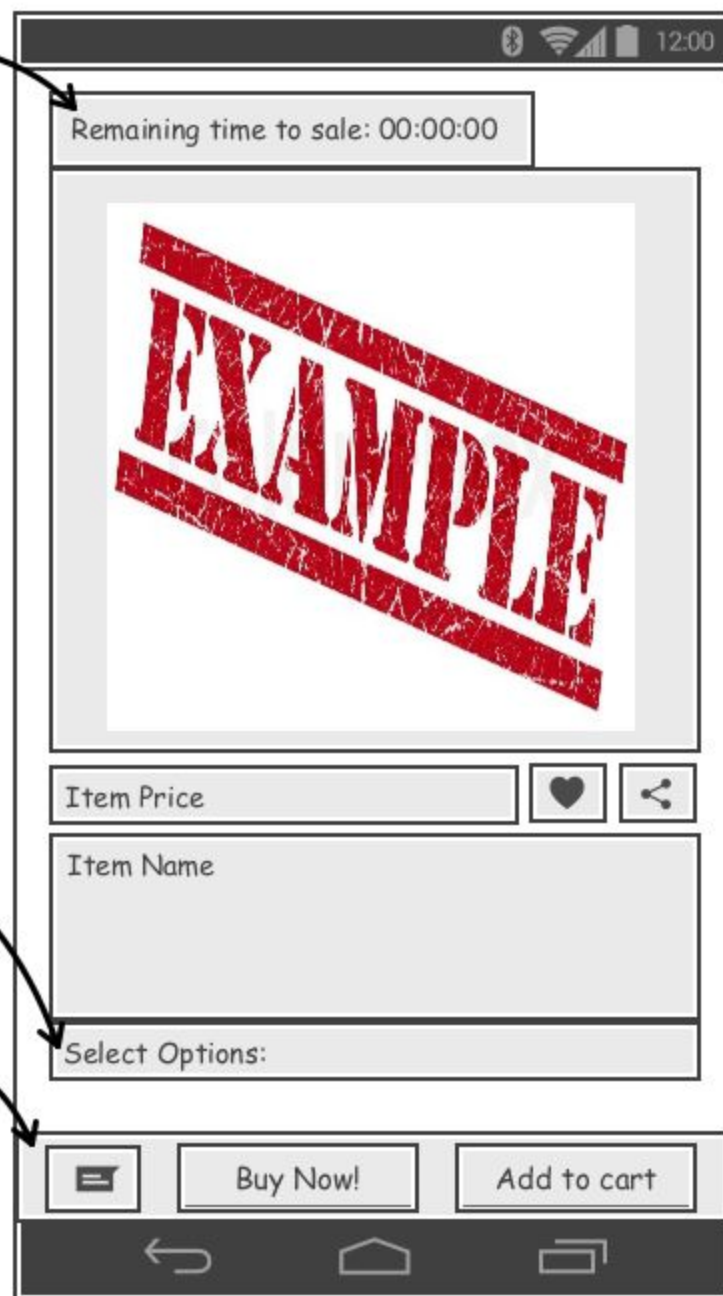 12:00
Remaining time to sale: 00:00:00
EXAMPLE
Item Price
Item Name
Select Options:
Buy Now!
Add to cart